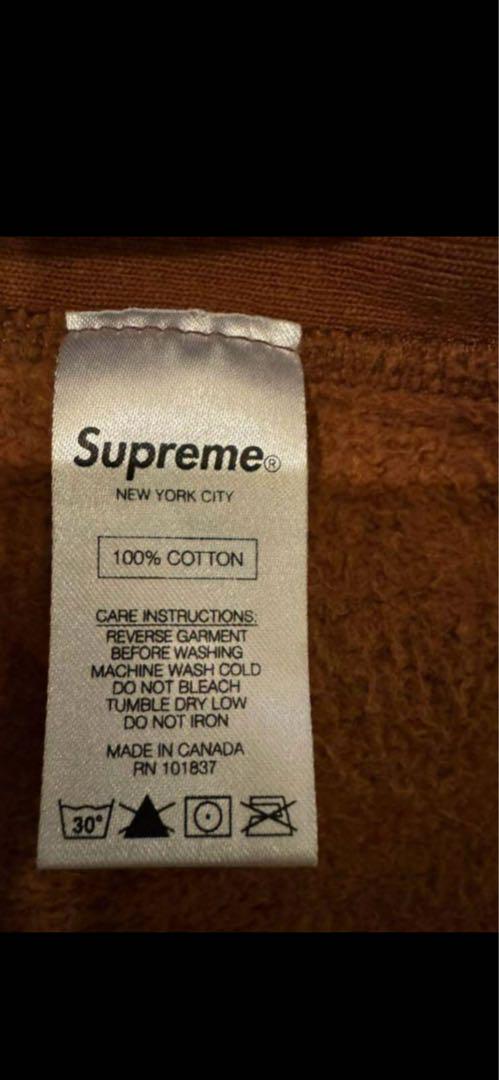 Supreme®
NEW YORK CITY
100% COTTON
CARE INSTRUCTIONS:
REVERSE GARMENT
BEFORE WASHING
MACHINE WASH COLD
DO NOT BLEACH
TUMBLE DRY LOW
DO NOT IRON
MADE IN CANADA
RN 101837
30°